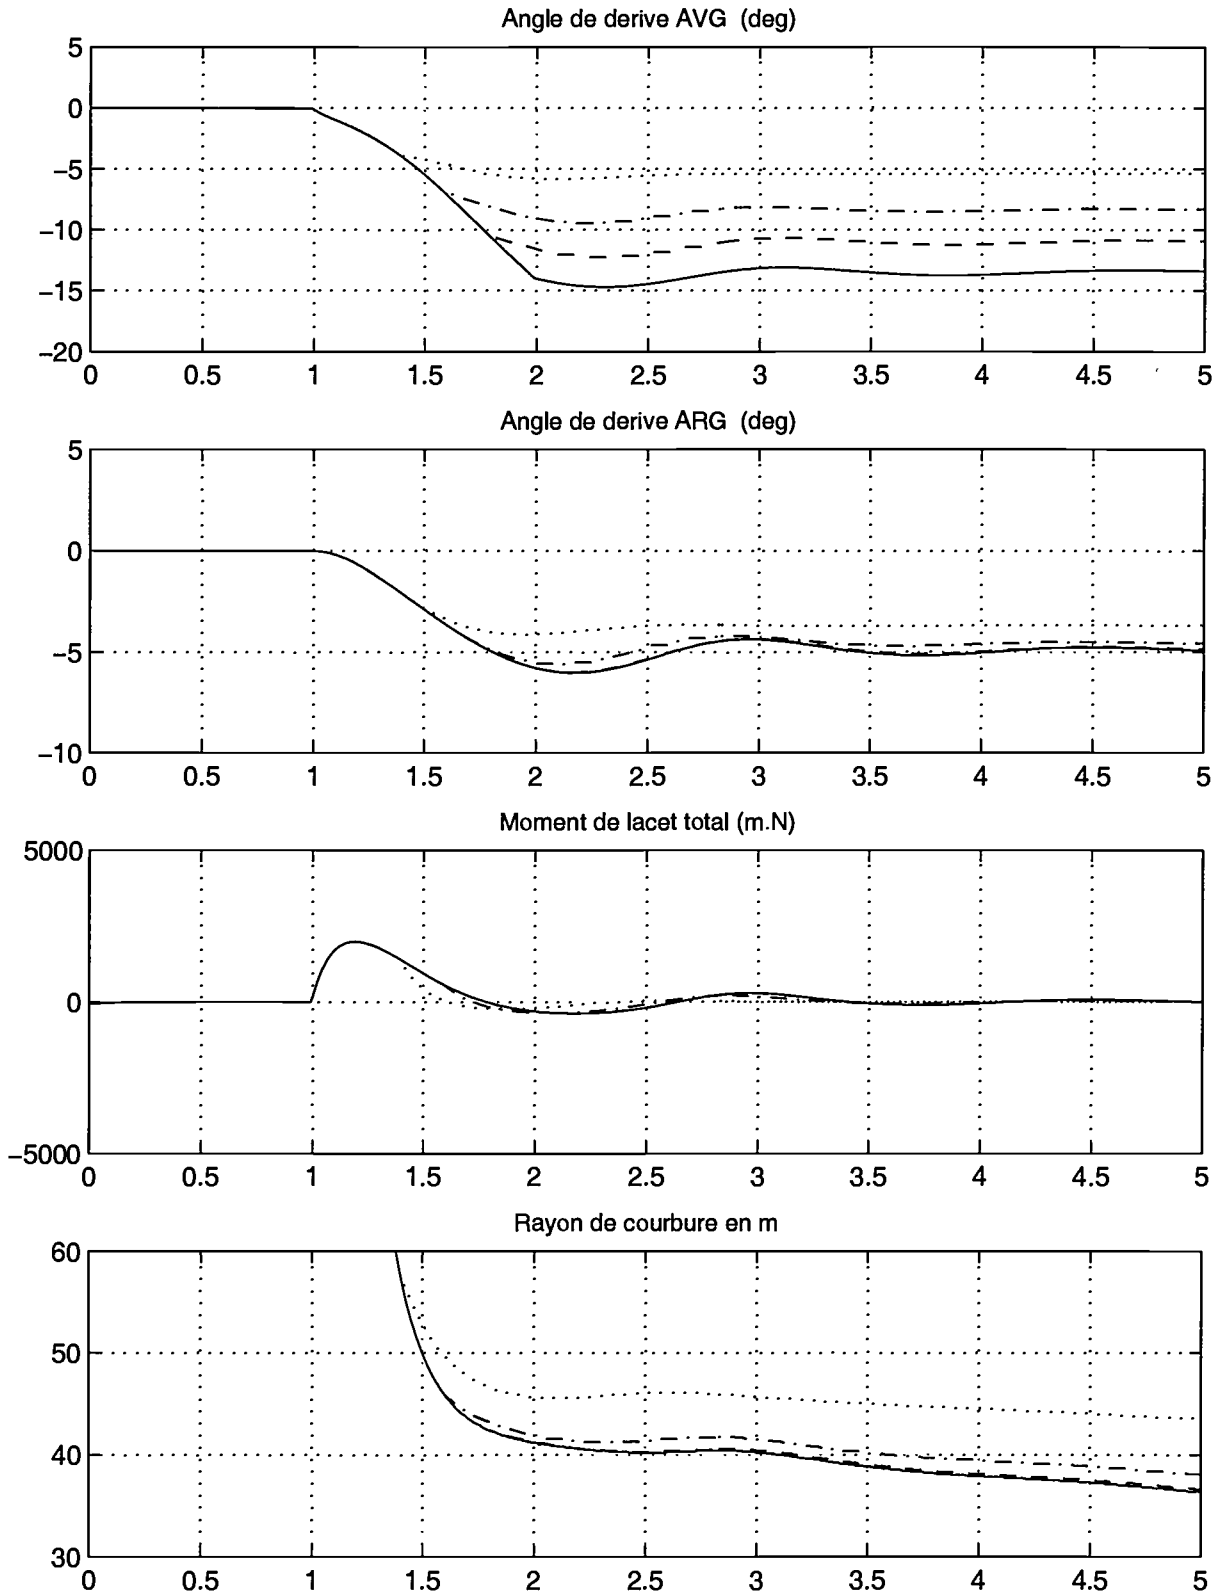 Angle de derive AVG (deg)
5
0
−5
−10
−15
−20
0 0.5 1 1.5 2 2.5 3 3.5 4 4.5 5
Angle de derive ARG (deg)
5
0
−5
−10
0 0.5 1 1.5 2 2.5 3 3.5 4 4.5 5
Moment de lacet total (m.N)
5000
0
−5000
0 0.5 1 1.5 2 2.5 3 3.5 4 4.5 5
Rayon de courbure en m
60
50
40
30
0 0.5 1 1.5 2 2.5 3 3.5 4 4.5 5